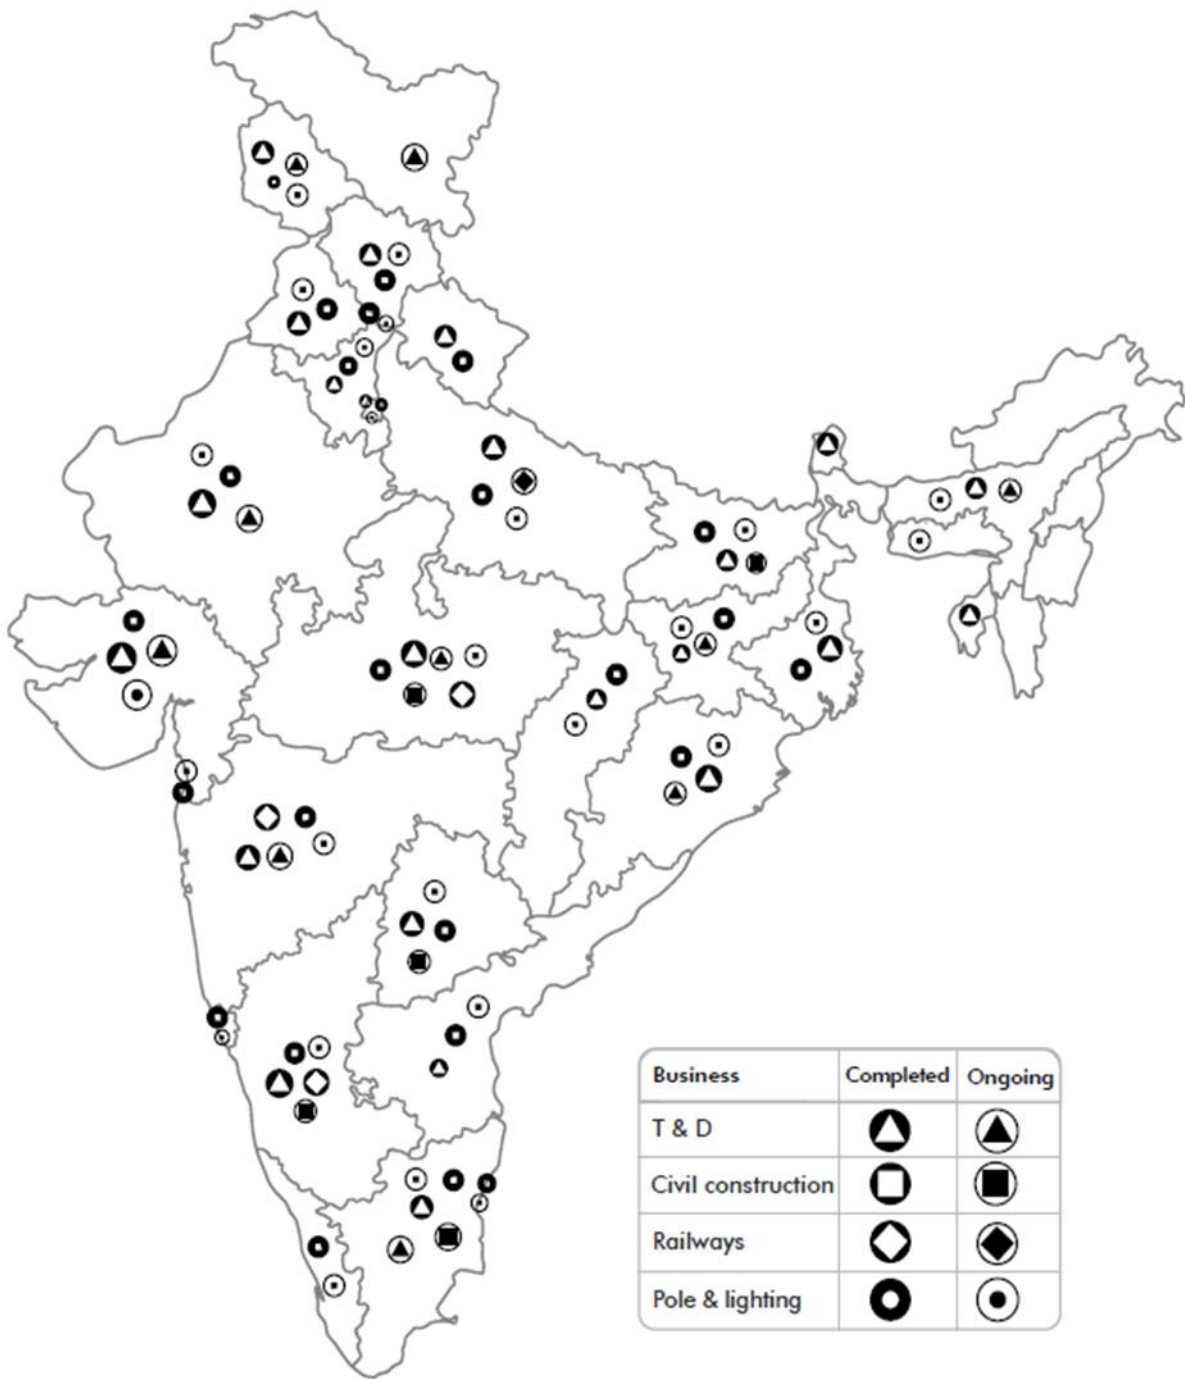 Business Completed Ongoing
T & D
Civil construction
Railways
Pole & lighting